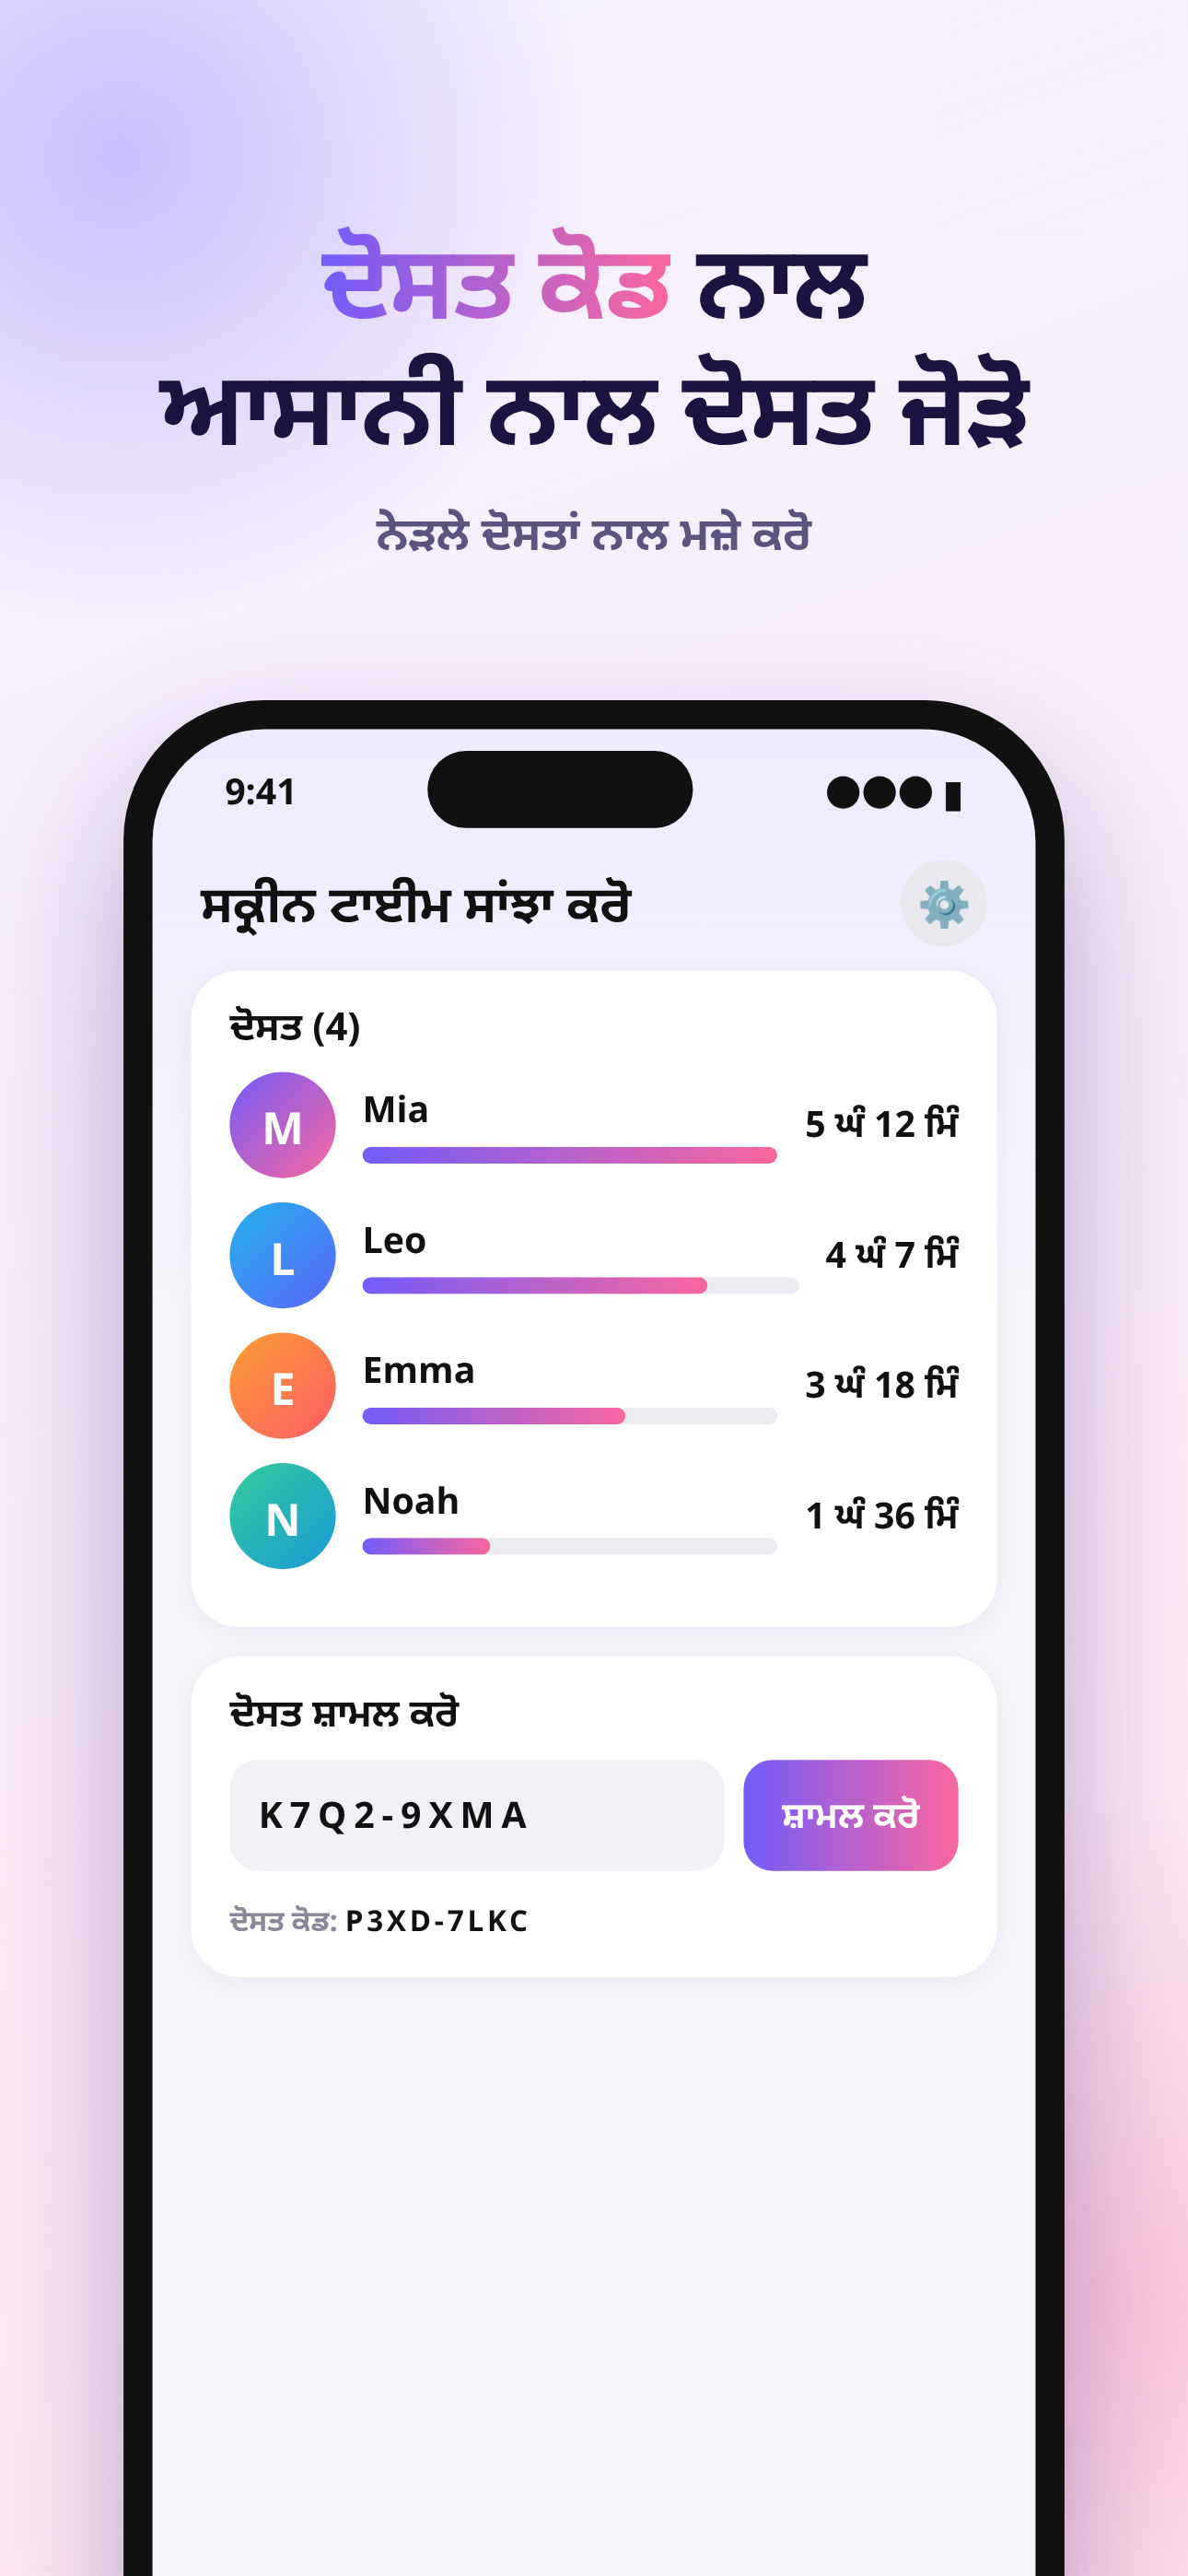 ਦੋਸਤ ਕੋਡ ਨਾਲ
ਆਸਾਨੀ ਨਾਲ ਦੋਸਤ ਜੋੜੋ
ਨੇੜਲੇ ਦੋਸਤਾਂ ਨਾਲ ਮਜ਼ੇ ਕਰੋ
9:41
ਸਕ੍ਰੀਨ ਟਾਈਮ ਸਾਂਝਾ ਕਰੋ
ਦੋਸਤ (4)
M
Mia
5 ਘੰ 12 ਮਿੰ
L
Leo
4 ਘੰ 7 ਮਿੰ
E
Emma
3 ਘੰ 18 ਮਿੰ
N
Noah
1 ਘੰ 36 ਮਿੰ
ਦੋਸਤ ਸ਼ਾਮਲ ਕਰੋ
K7Q2-9XMA
ਸ਼ਾਮਲ ਕਰੋ
ਦੋਸਤ ਕੋਡ: P3XD-7LKC